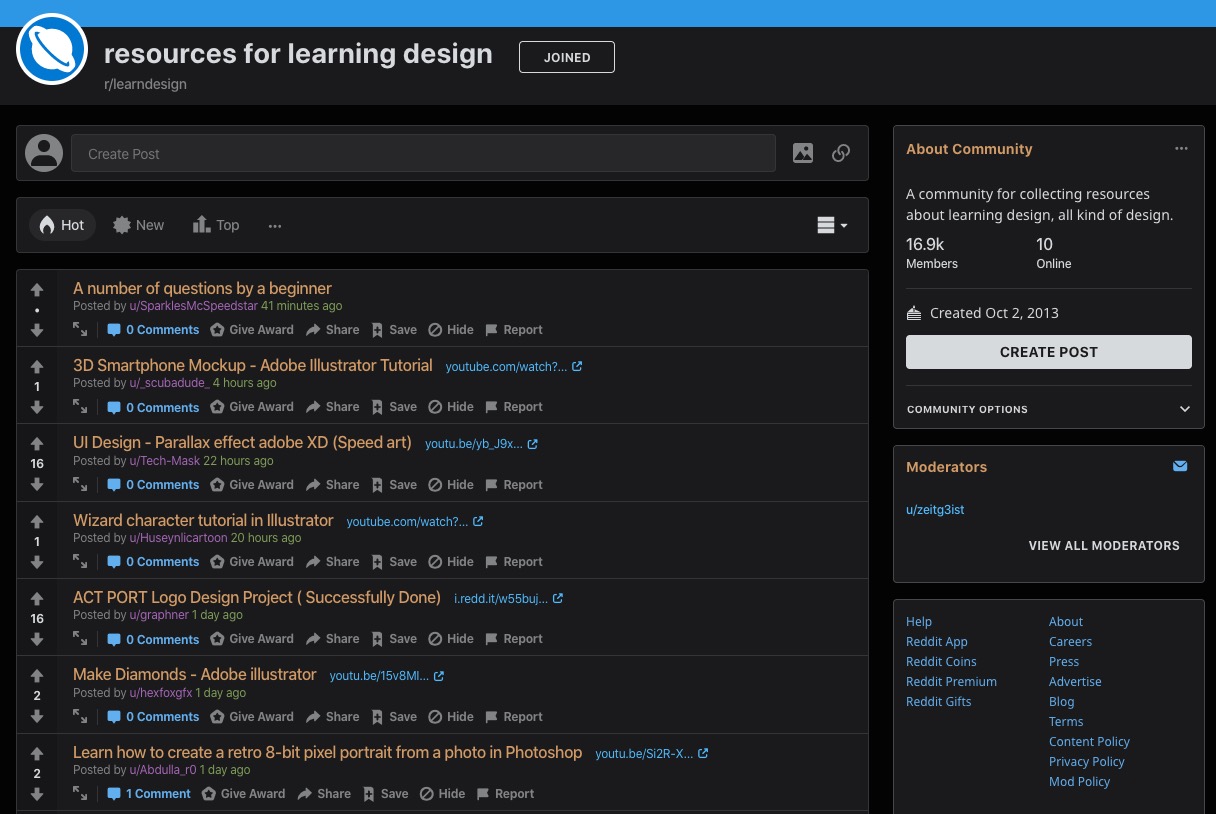 resources for learning design
JOINED
r/learndesign
Create Post
Hot
New
Top
A number of questions by a beginner
Posted by u/SparklesMcSpeedstar 41 minutes ago
•
0 Comments Give Award Share Save Hide Report
3D Smartphone Mockup - Adobe Illustrator Tutorial youtube.com/watch?...
Posted by u/_scubadude_ 4 hours ago
1
0 Comments Give Award Share Save Hide Report
UI Design - Parallax effect adobe XD (Speed art) youtu.be/yb_J9x...
Posted by u/Tech-Mask 22 hours ago
16
0 Comments Give Award Share Save Hide Report
Wizard character tutorial in Illustrator youtube.com/watch?...
Posted by u/Huseynlicartoon 20 hours ago
1
0 Comments Give Award Share Save Hide Report
ACT PORT Logo Design Project ( Successfully Done) i.redd.it/w55buj...
Posted by u/graphner 1 day ago
16
0 Comments Give Award Share Save Hide Report
Make Diamonds - Adobe illustrator youtu.be/15v8Ml...
Posted by u/hexfoxgfx 1 day ago
2
0 Comments Give Award Share Save Hide Report
Learn how to create a retro 8-bit pixel portrait from a photo in Photoshop youtu.be/Si2R-X...
Posted by u/Abdulla_r0 1 day ago
2
1 Comment Give Award Share Save Hide Report
About Community
A community for collecting resources
about learning design, all kind of design.
16.9k 10
Members Online
Created Oct 2, 2013
CREATE POST
COMMUNITY OPTIONS
Moderators
u/zeitg3ist
VIEW ALL MODERATORS
Help About
Reddit App Careers
Reddit Coins Press
Reddit Premium Advertise
Reddit Gifts Blog
Terms
Content Policy
Privacy Policy
Mod Policy